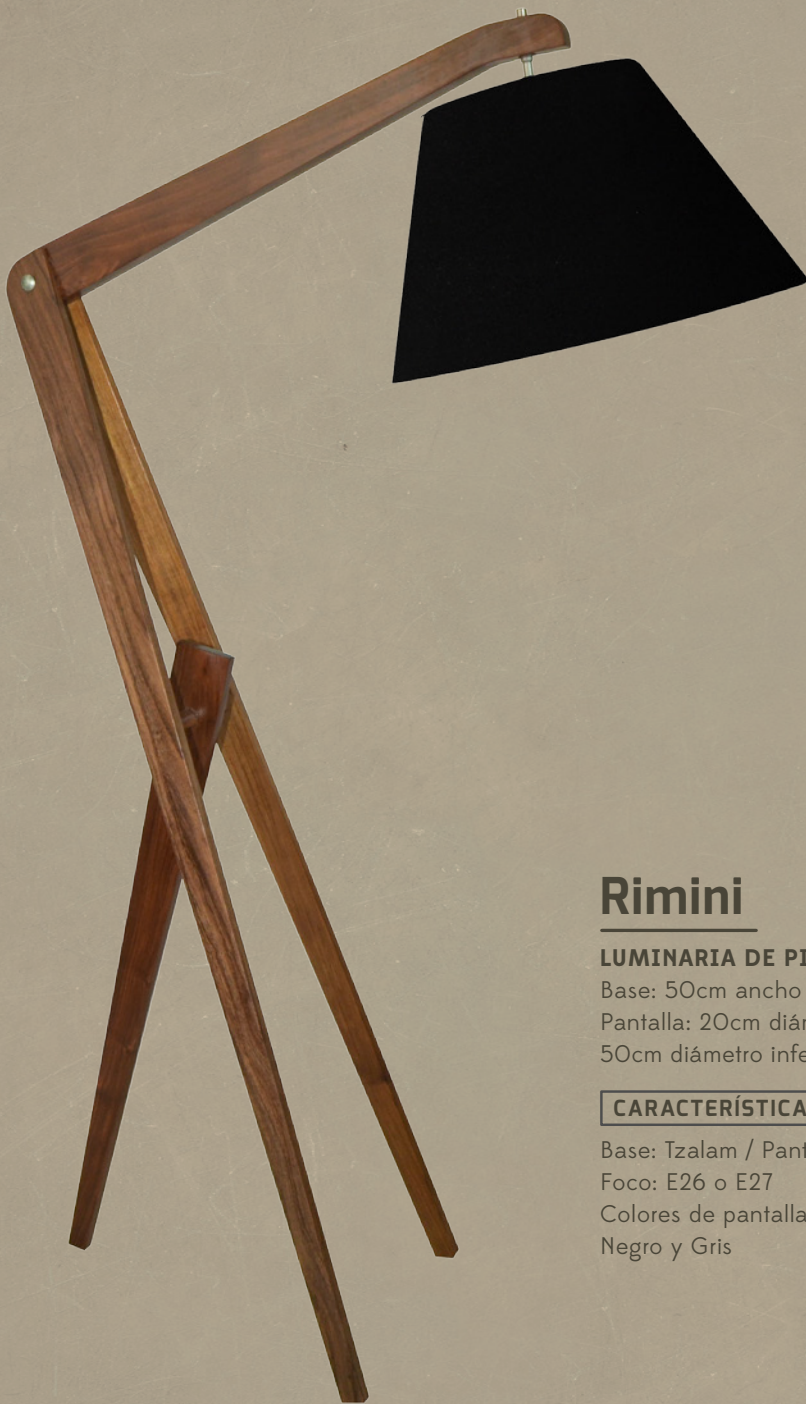 Rimini
LUMINARIA DE PI
Base: 50cm ancho
Pantalla: 20cm diám
50cm diámetro infe
CARACTERÍSTICA
Base: Tzalam / Pant
Foco: E26 o E27
Colores de pantalla
Negro y Gris